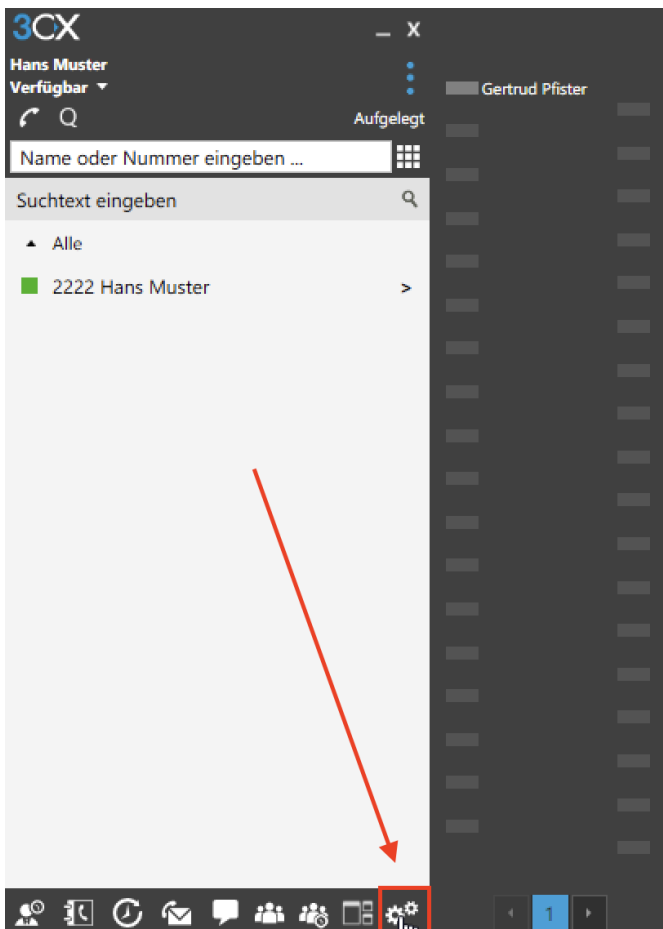 3CX
_ X
Hans Muster
Verfügbar
Gertrud Pfister
Aufgelegt
Name oder Nummer eingeben ...
Suchtext eingeben
Alle
2222 Hans Muster >
1